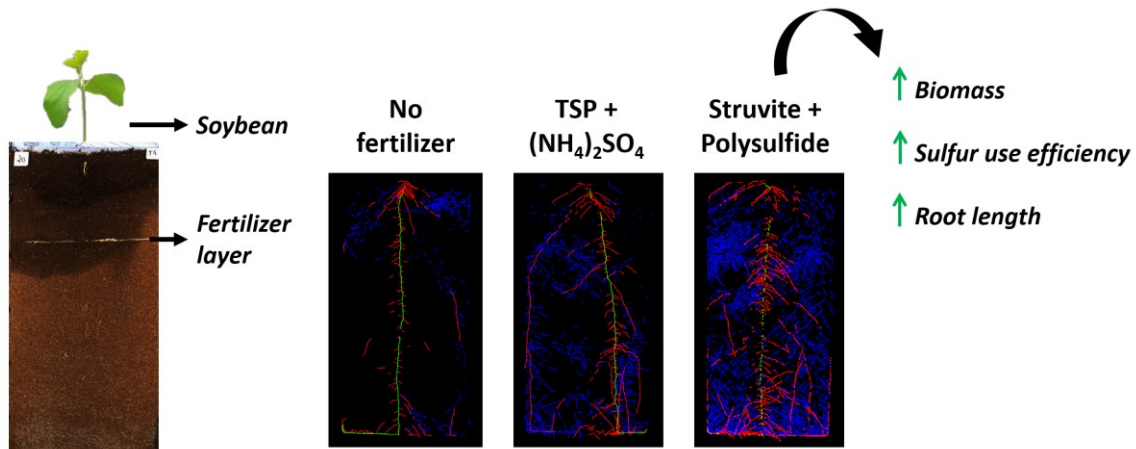 Soybean
Fertilizer
layer
No
fertilizer
TSP +
(NH₄)₂SO₄
Struvite +
Polysulfide
Biomass
Sulfur use efficiency
Root length